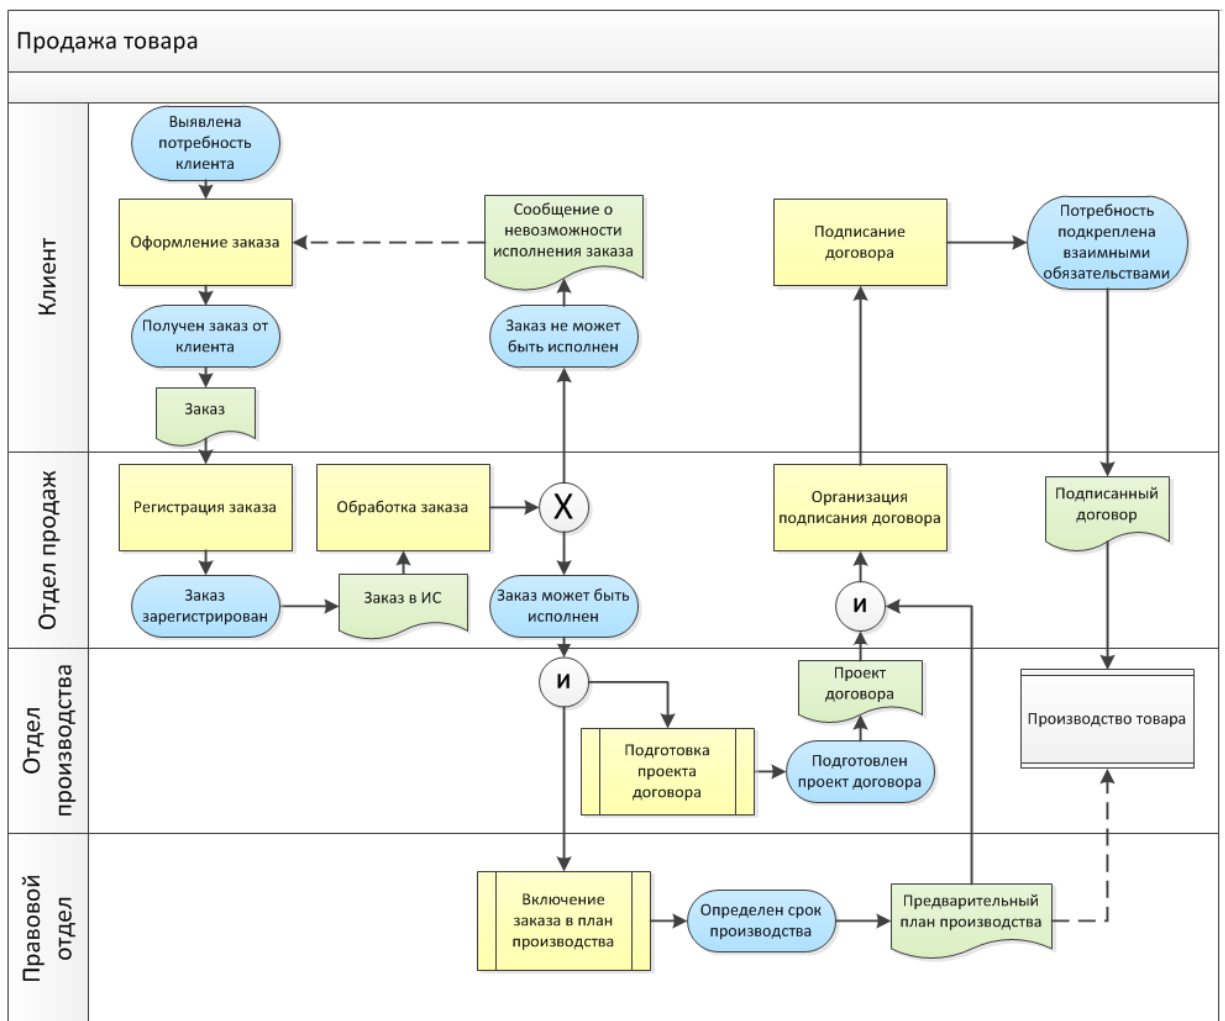 Продажа товара
Клиент
Выявлена
потребность
клиента
Оформление заказа
Сообщение о
невозможности
исполнения заказа
Подписание
договора
Потребность
подкреплена
взаимными
обязательствами
Получен заказ от
клиента
Заказ не может
быть исполнен
Заказ
Отдел продаж
Регистрация заказа
Обработка заказа
X
Организация
подписания договора
Подписанный
договор
Заказ
зарегистрирован
Заказ в ИС
Заказ может быть
исполнен
И
Отдел
производства
И
Проект
договора
Производство товара
Подготовка
проекта
договора
Подготовлен
проект договора
Правовой
отдел
Включение
заказа в план
производства
Определен срок
производства
Предварительный
план производства